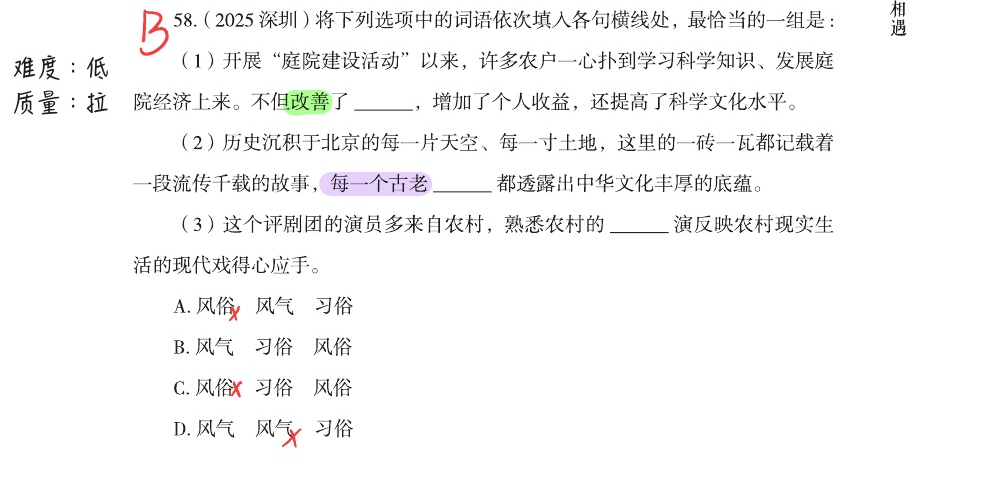 相遇
B 58.（2025 深圳）将下列选项中的词语依次填入各句横线处，最恰当的一组是：
难度：低
质量：拉
（1）开展“庭院建设活动”以来，许多农户一心扑到学习科学知识、发展庭
院经济上来。不但改善了 ______，增加了个人收益，还提高了科学文化水平。
（2）历史沉积于北京的每一片天空、每一寸土地，这里的一砖一瓦都记载着
一段流传千载的故事，每一个古老 ______ 都透露出中华文化丰厚的底蕴。
（3）这个评剧团的演员多来自农村，熟悉农村的 ______ 演反映农村现实生
活的现代戏得心应手。
A. 风俗 x 风气 习俗
B. 风气 习俗 风俗
C. 风俗 x 习俗 风俗
D. 风气 风气 x 习俗